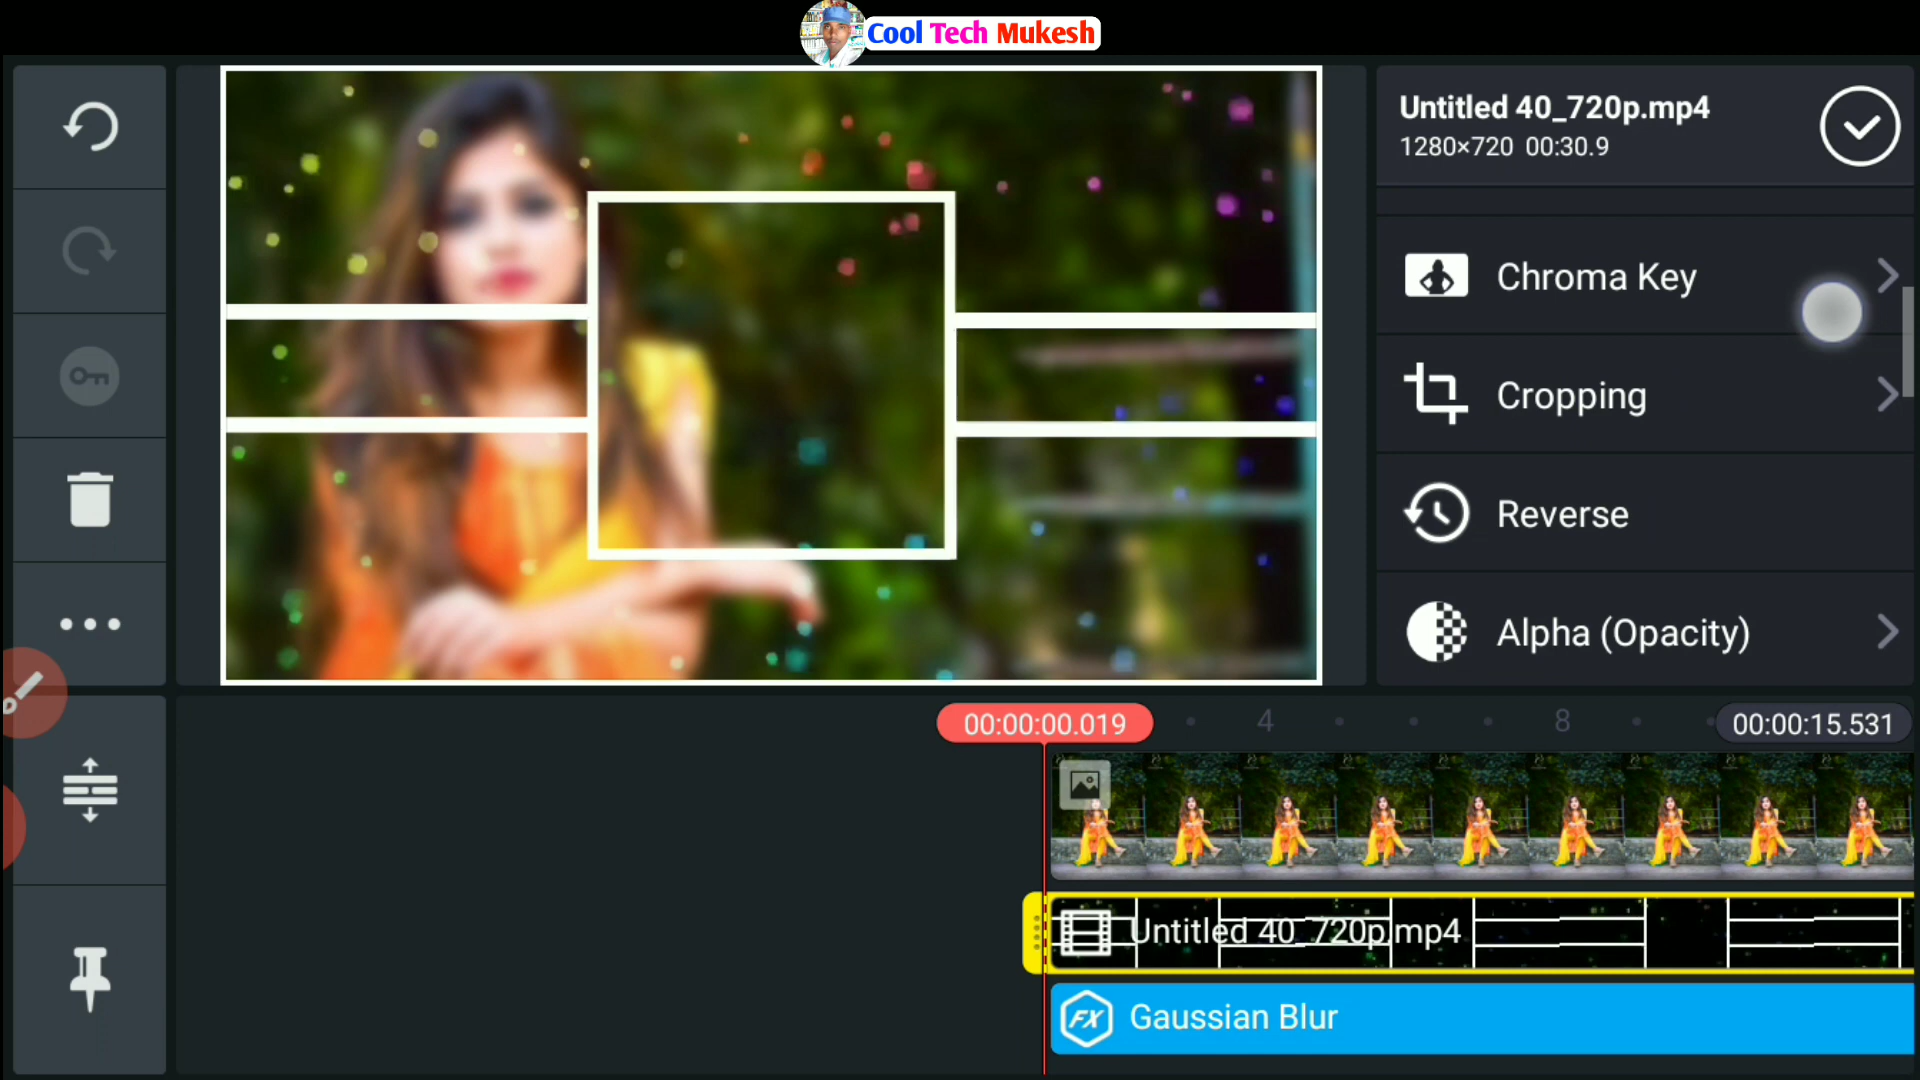 Cool Tech Mukesh
Untitled 40_720p.mp4
1280×720 00:30.9
Chroma Key
Cropping
Reverse
Alpha (Opacity)
00:00:00.019
4
8
00:00:15.531
Untitled 40_720p.mp4
FX
Gaussian Blur